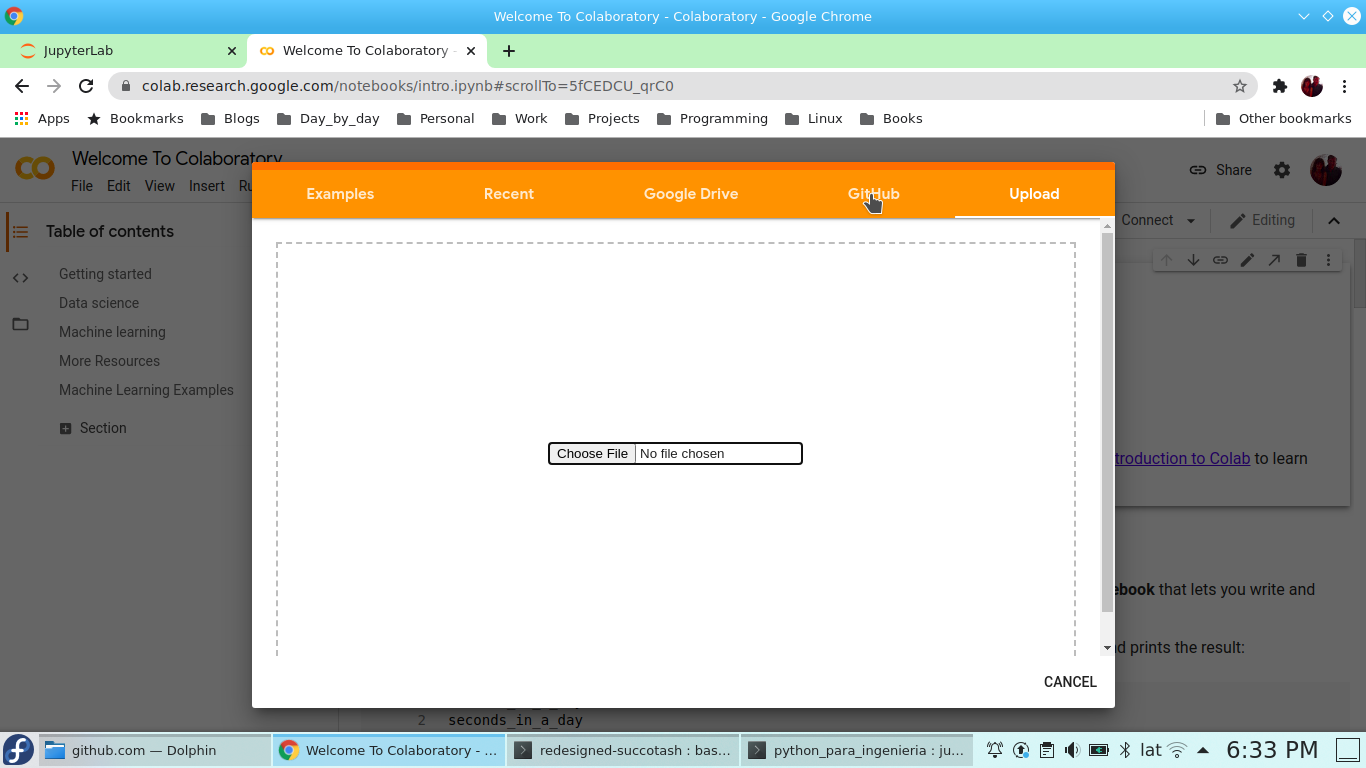 Welcome To Colaboratory - Colaboratory - Google Chrome
JupyterLab
Welcome To Colaboratory -
colab.research.google.com/notebooks/intro.ipynb#scrollTo=5fCEDCU_qrC0
Apps Bookmarks Blogs Day_by_day Personal Work Projects Programming Linux Books Other bookmarks
Welcome To Colaboratory
File Edit View Insert Ru
Share
Examples Recent Google Drive GitHub Upload
Connect Editing
Table of contents
Getting started
Data science
Machine learning
More Resources
Machine Learning Examples
Section
Choose File No file chosen
troduction to Colab to learn
ebook that lets you write and
d prints the result:
CANCEL
2 seconds_in_a_day
github.com — Dolphin
Welcome To Colaboratory - ...
redesigned-succotash : bas...
python_para_ingenieria : ju...
lat
6:33 PM